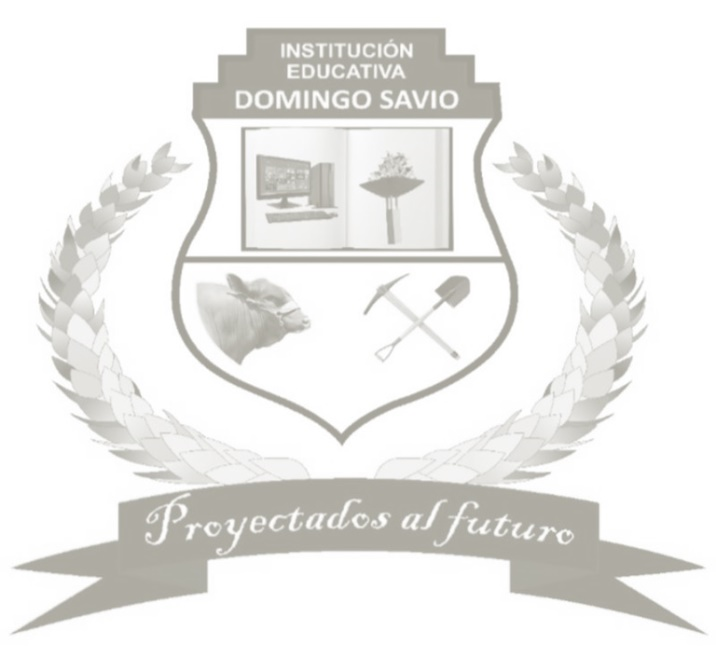 INSTITUCIÓN
EDUCATIVA
DOMINGO SAVIO
Proyectados al futuro